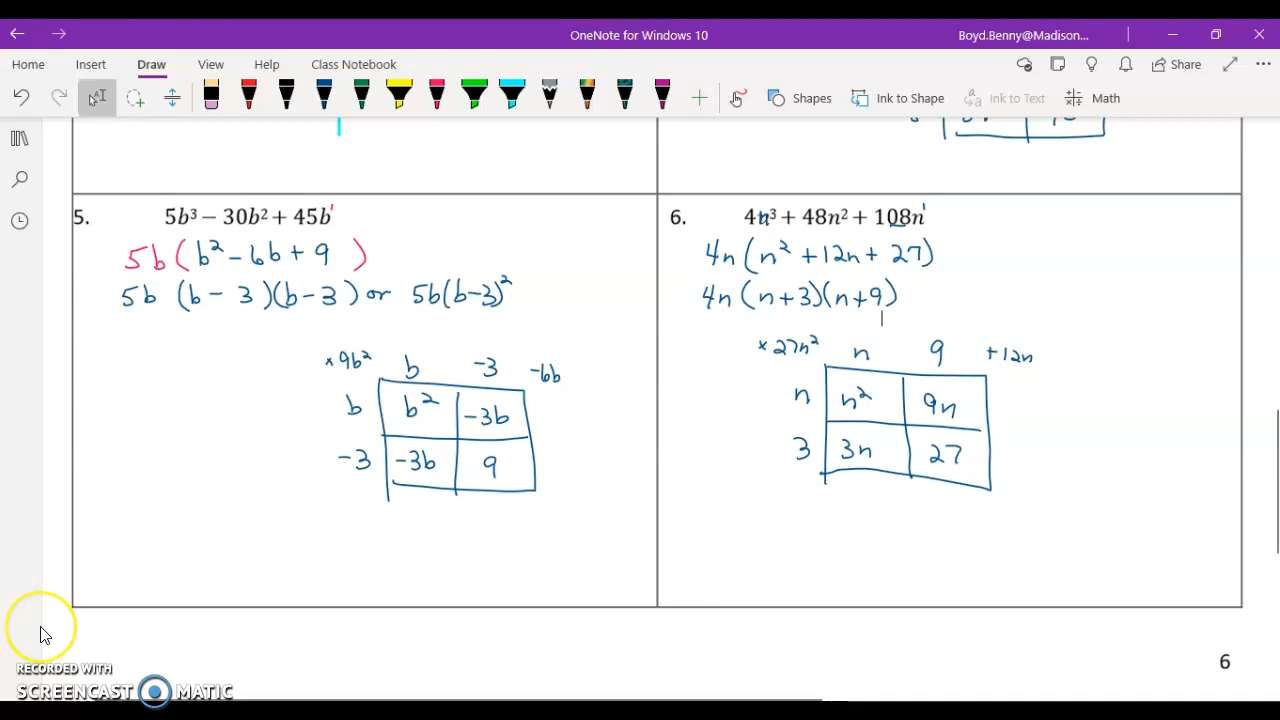 OneNote for Windows 10
Boyd.Benny@Madison...
Home Insert Draw View Help Class Notebook
Share
Shapes Ink to Shape Ink to Text Math
5. 5b³ − 30b² + 45b'
5b(b² − 6b + 9)
5b (b − 3)(b − 3) or 5b(b−3)²
×9b² b −3 −6b
b b² −3b
−3 −3b 9
6. 4n³ + 48n² + 108n'
4n(n² + 12n + 27)
4n(n+3)(n+9)
×27n² n 9 +12n
n n² 9n
3 3n 27
6
RECORDED WITH
SCREENCAST MATIC